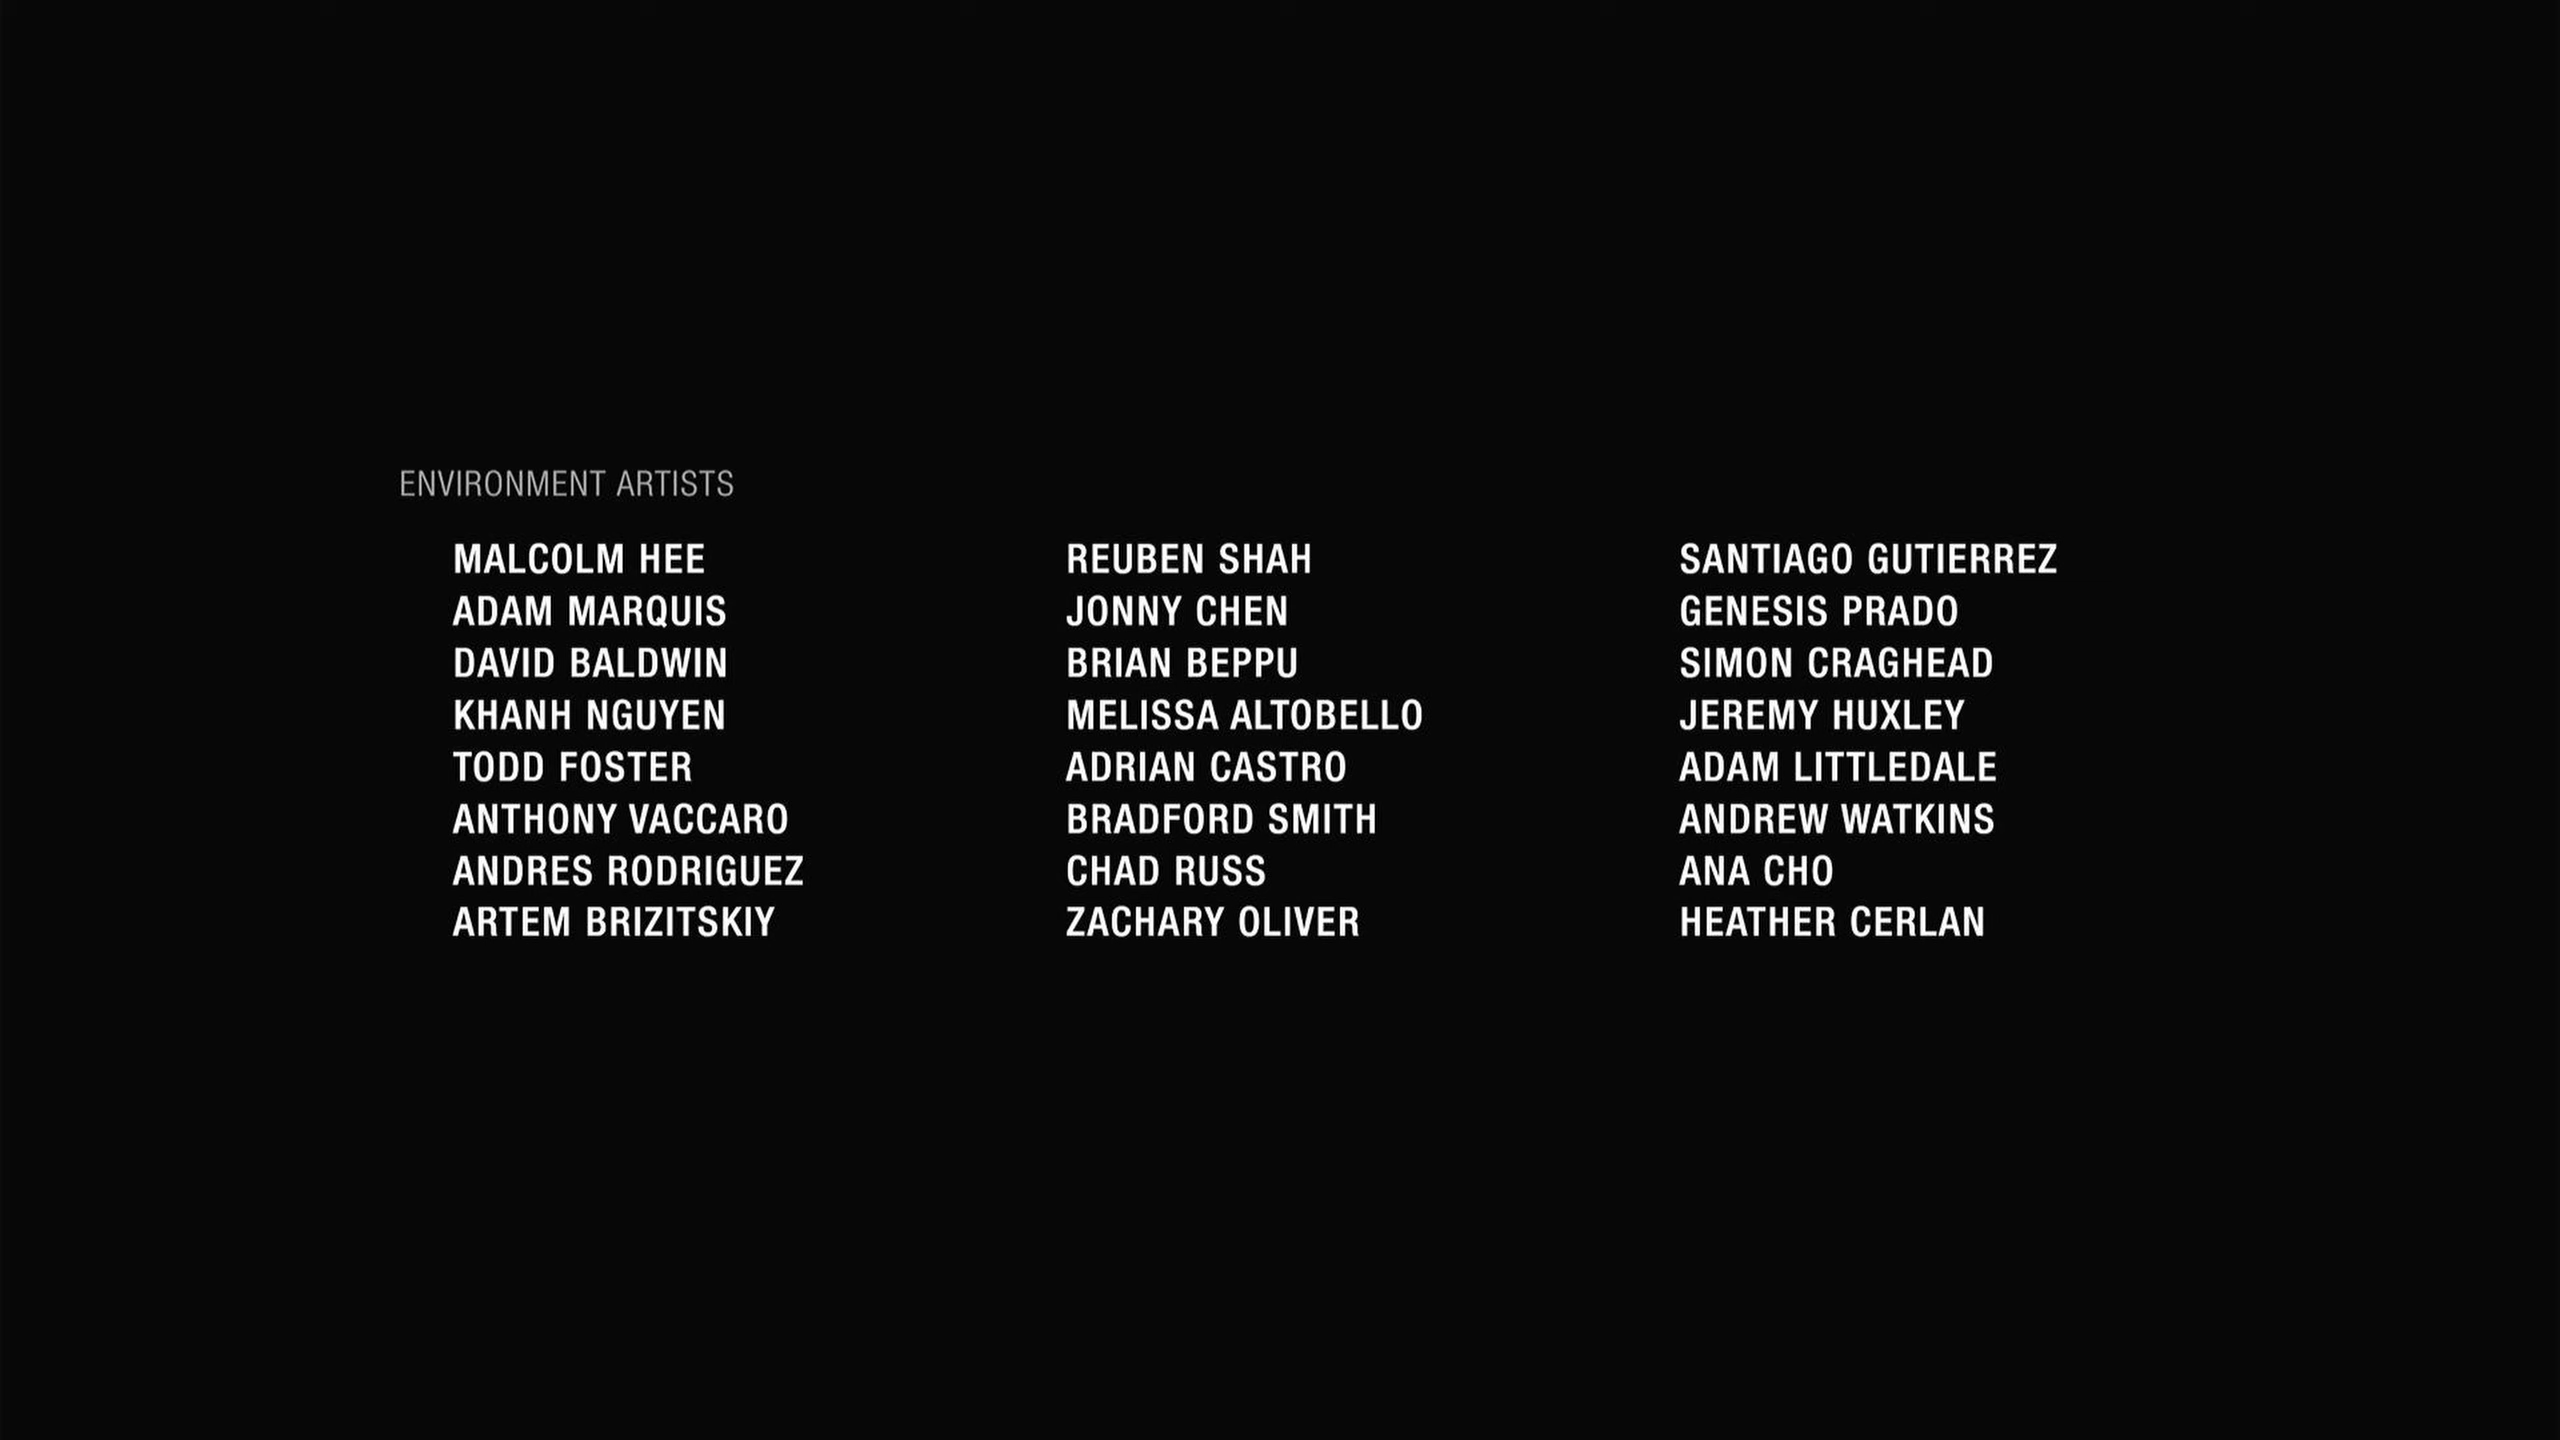 ENVIRONMENT ARTISTS
MALCOLM HEE
ADAM MARQUIS
DAVID BALDWIN
KHANH NGUYEN
TODD FOSTER
ANTHONY VACCARO
ANDRES RODRIGUEZ
ARTEM BRIZITSKIY
REUBEN SHAH
JONNY CHEN
BRIAN BEPPU
MELISSA ALTOBELLO
ADRIAN CASTRO
BRADFORD SMITH
CHAD RUSS
ZACHARY OLIVER
SANTIAGO GUTIERREZ
GENESIS PRADO
SIMON CRAGHEAD
JEREMY HUXLEY
ADAM LITTLEDALE
ANDREW WATKINS
ANA CHO
HEATHER CERLAN